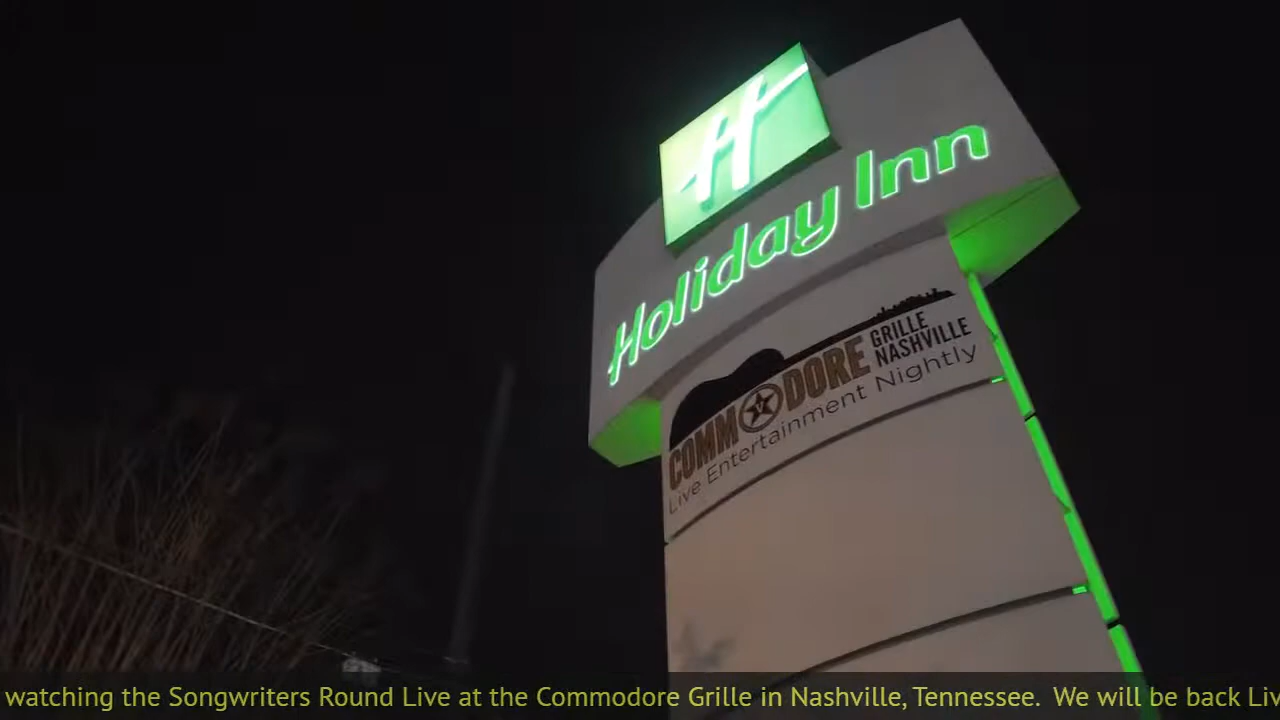 H
Holiday Inn
COMMODORE GRILLE NASHVILLE
Live Entertainment Nightly
watching the Songwriters Round Live at the Commodore Grille in Nashville, Tennessee. We will be back Liv